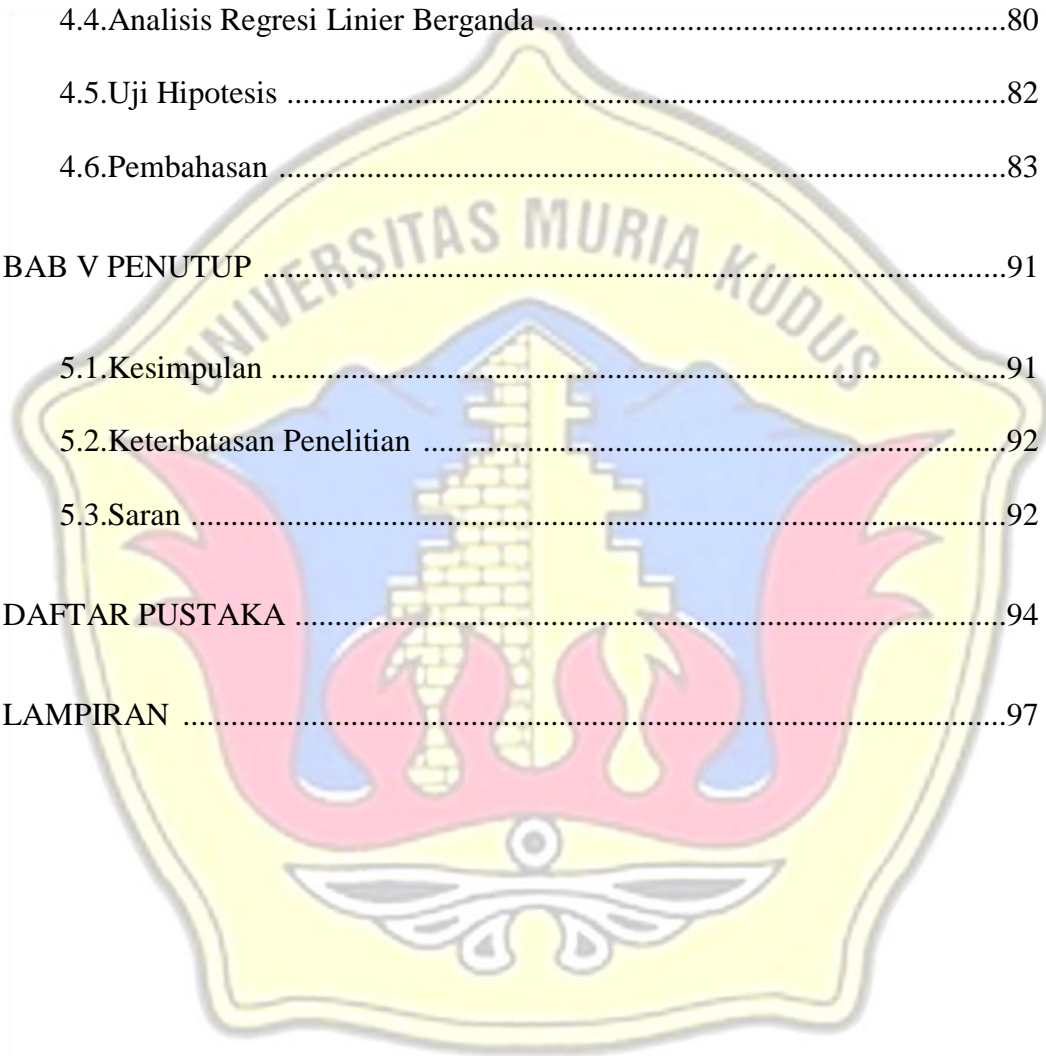 4.4.Analisis Regresi Linier Berganda ........................................................................80
4.5.Uji Hipotesis ........................................................................82
4.6.Pembahasan ........................................................................83
UNIVERSITAS MURIA KUDUS
BAB V PENUTUP ........................................................................91
5.1.Kesimpulan ........................................................................91
5.2.Keterbatasan Penelitian ........................................................................92
5.3.Saran ........................................................................92
DAFTAR PUSTAKA ........................................................................94
LAMPIRAN ........................................................................97